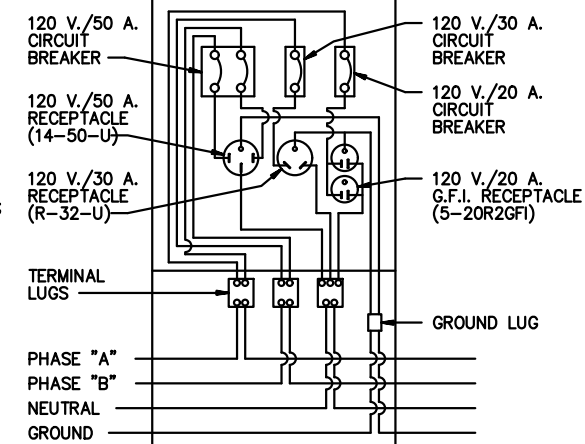 120 V./50 A.
CIRCUIT
BREAKER
120 V./50 A.
RECEPTACLE
(14-50-U)
120 V./30 A.
RECEPTACLE
(R-32-U)
TERMINAL
LUGS
PHASE "A"
PHASE "B"
NEUTRAL
GROUND
120 V./30 A.
CIRCUIT
BREAKER
120 V./20 A.
CIRCUIT
BREAKER
120 V./20 A.
G.F.I. RECEPTACLE
(5-20R2GFI)
GROUND LUG